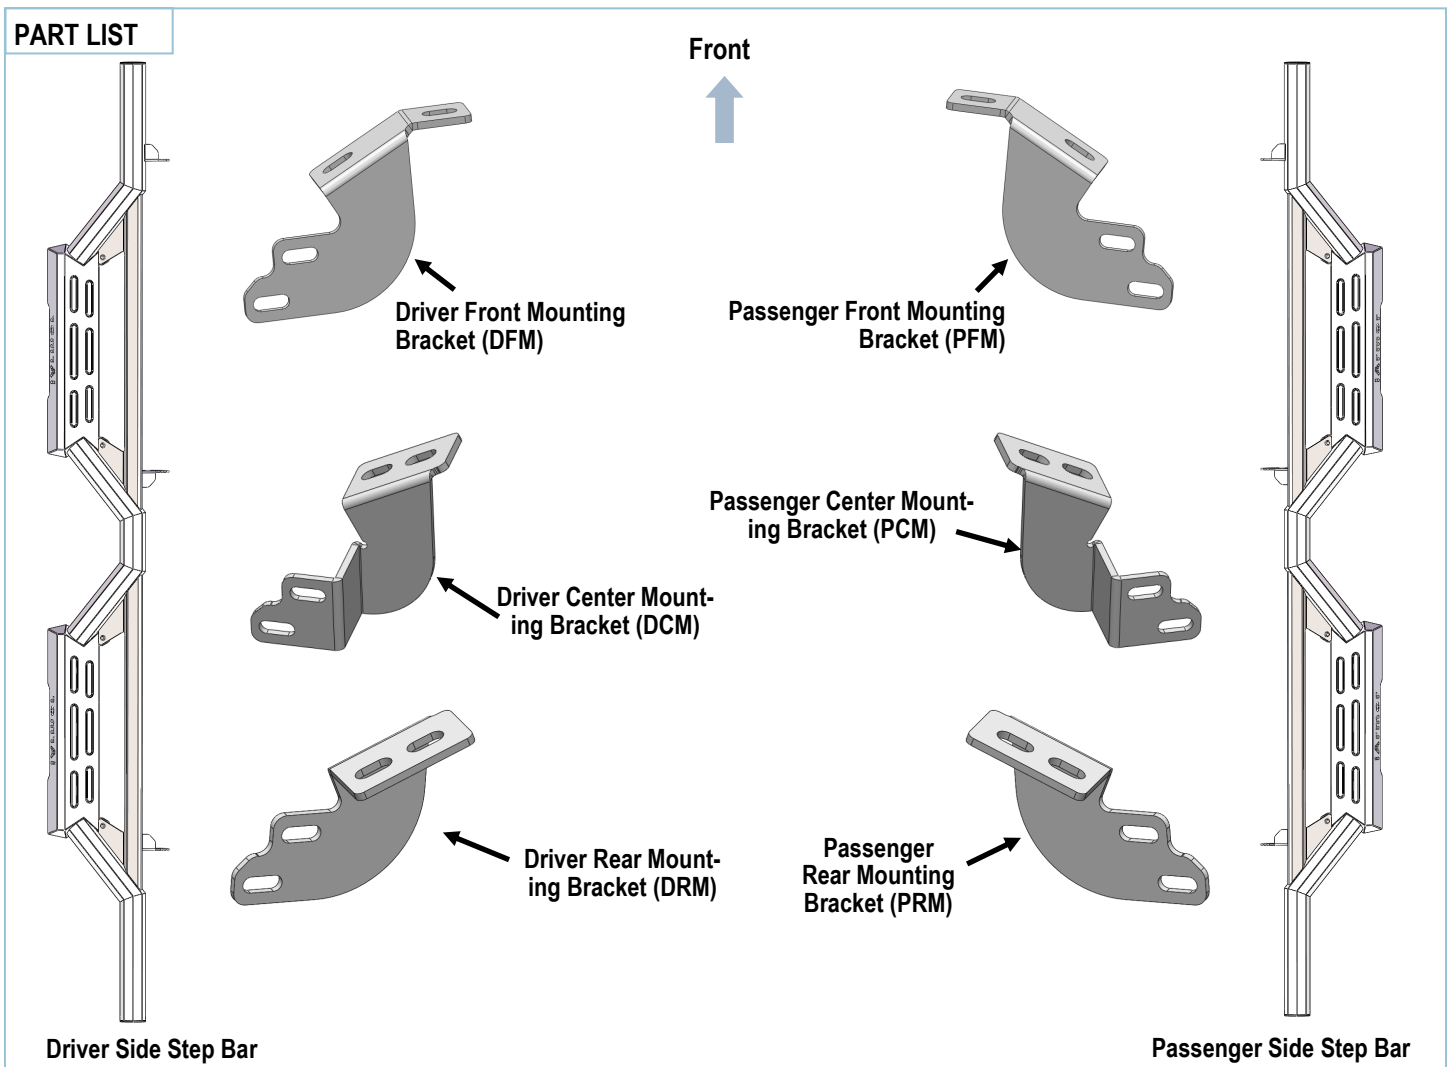 PART LIST
Front
Driver Front Mounting
Bracket (DFM)
Passenger Front Mounting
Bracket (PFM)
Driver Center Mount-
ing Bracket (DCM)
Passenger Center Mount-
ing Bracket (PCM)
Driver Rear Mount-
ing Bracket (DRM)
Passenger
Rear Mounting
Bracket (PRM)
Driver Side Step Bar
Passenger Side Step Bar